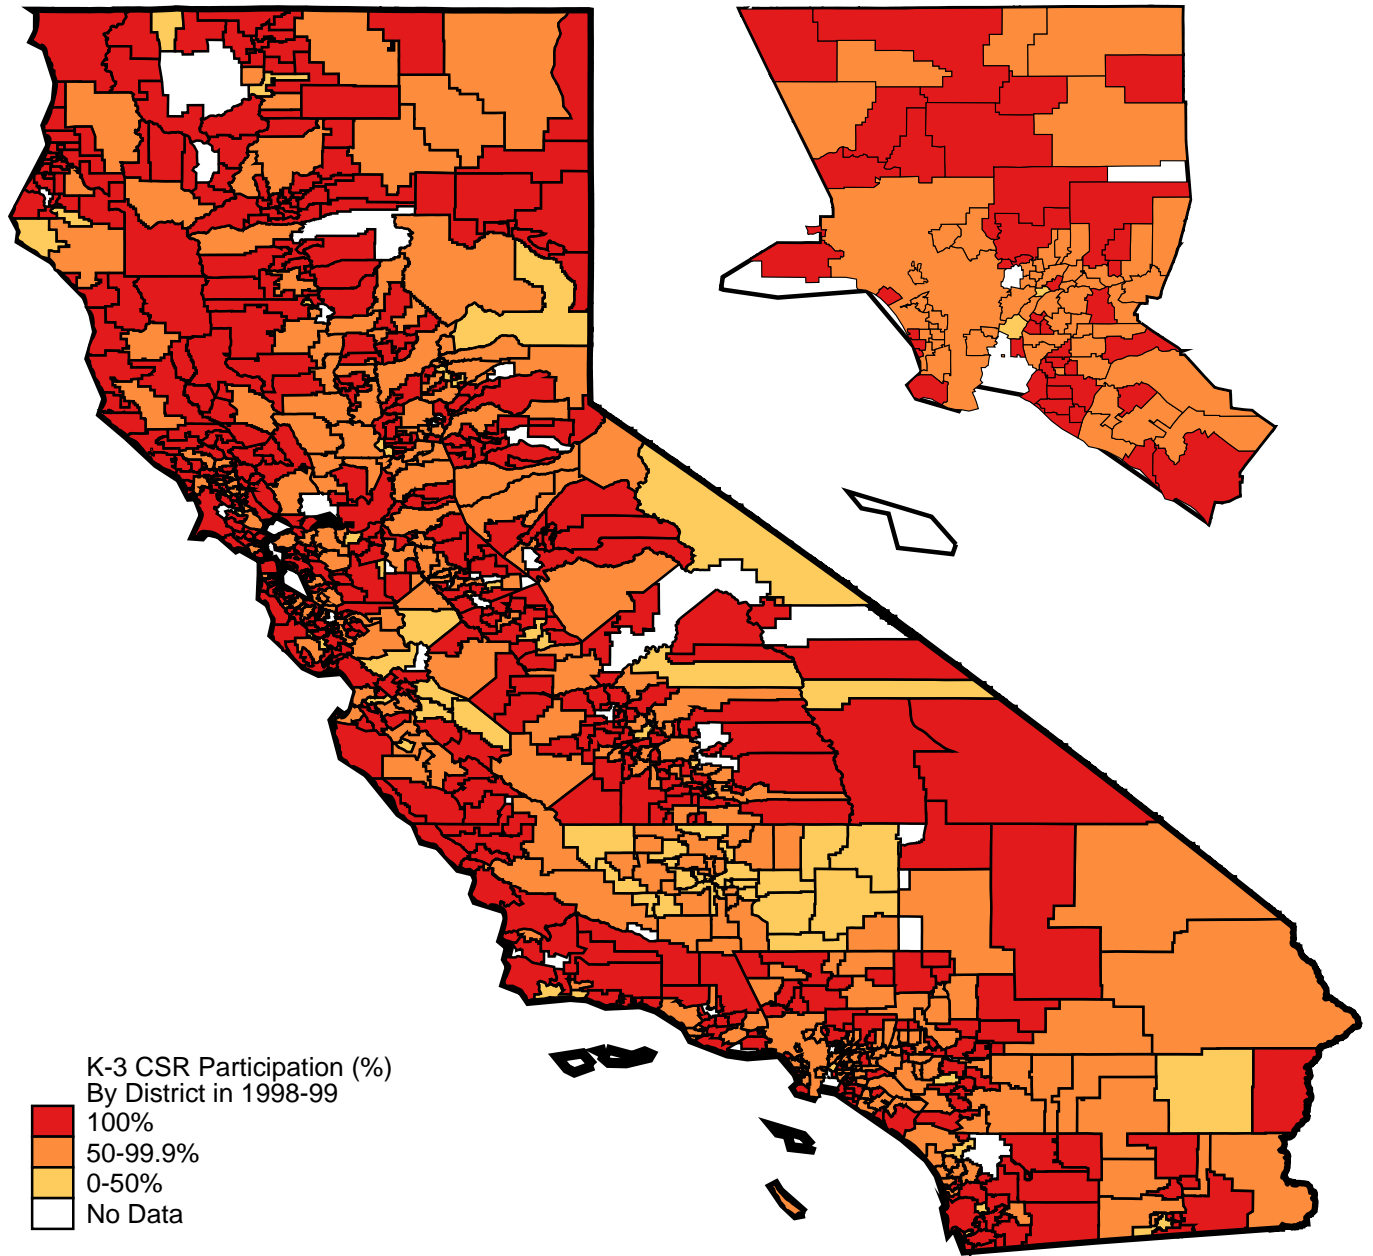 K-3 CSR Participation (%)
By District in 1998-99
100%
50-99.9%
0-50%
No Data